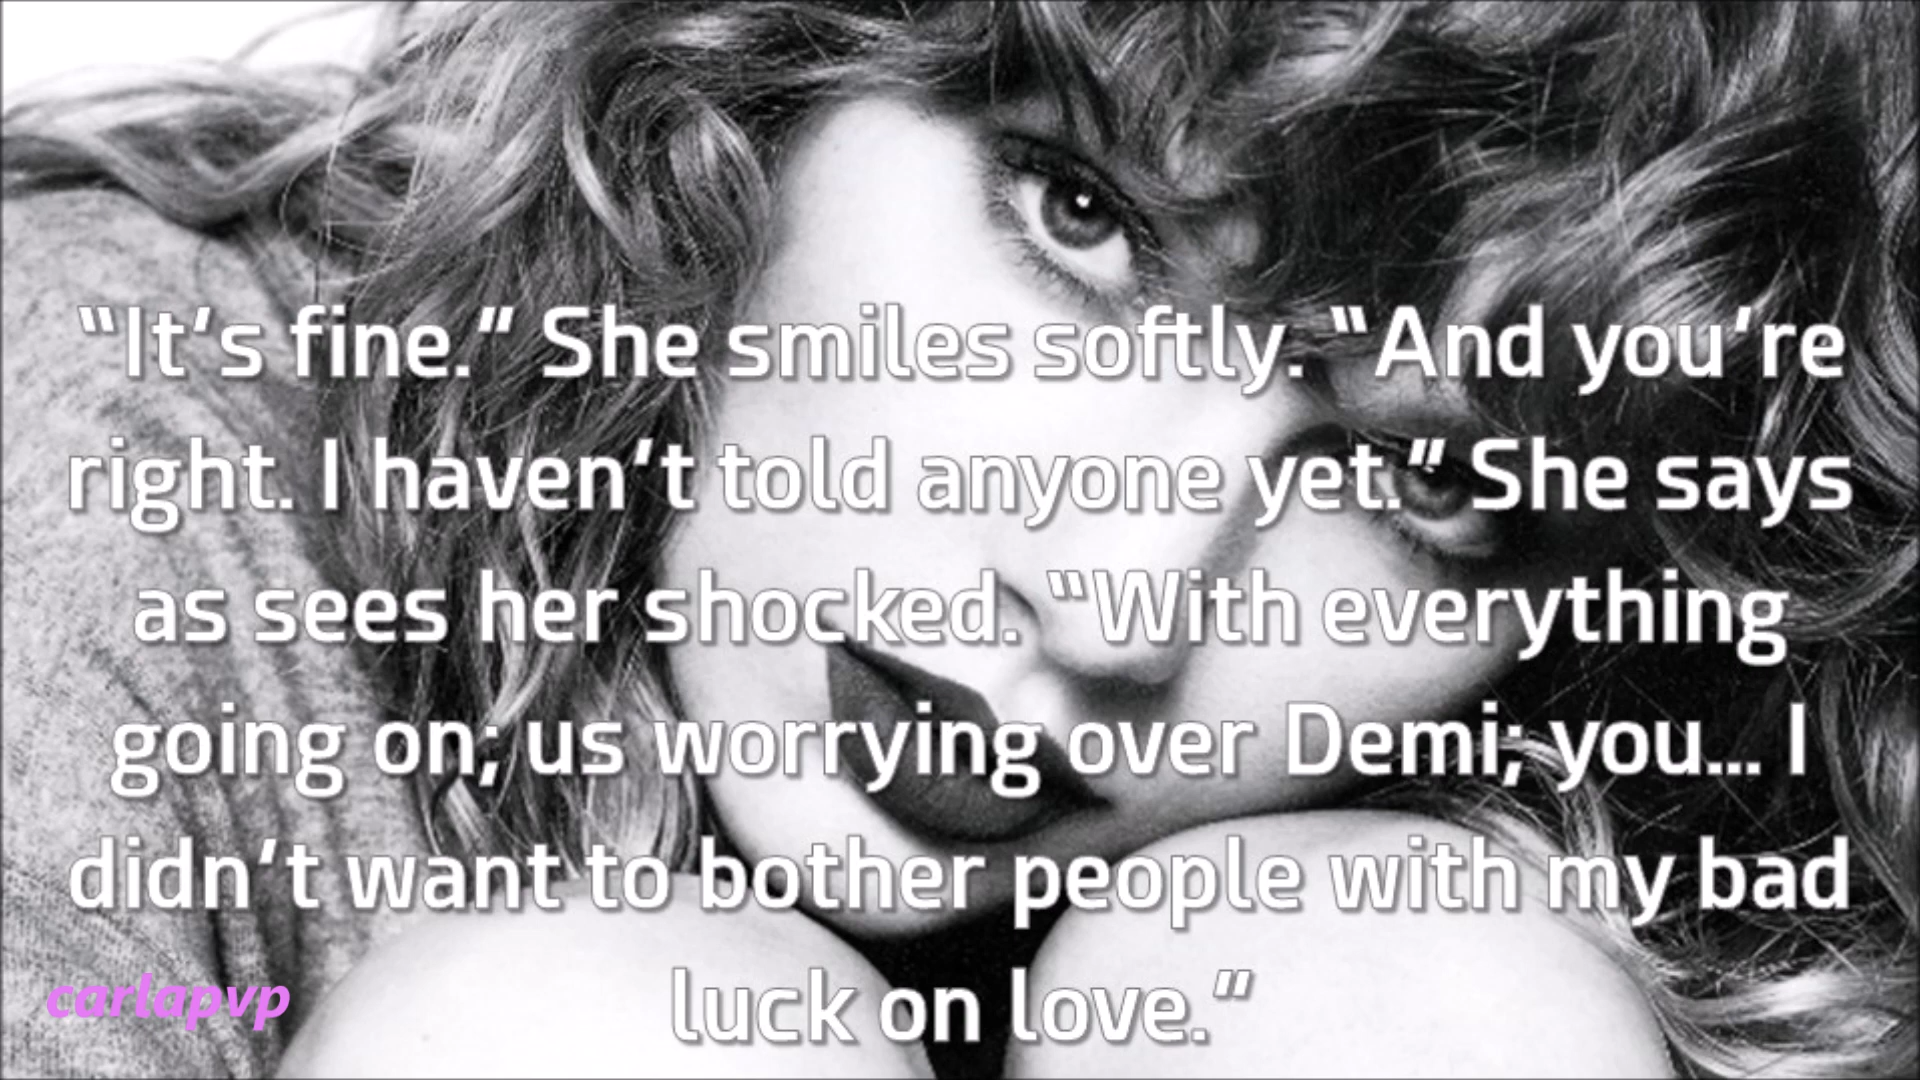 “It’s fine.” She smiles softly. “And you’re
right. I haven‘t told anyone yet.” She says
as sees her shocked. “With everything
going on; us worrying over Demi; you... I
didn‘t want to bother people with my bad
luck on love.”
carlapvp